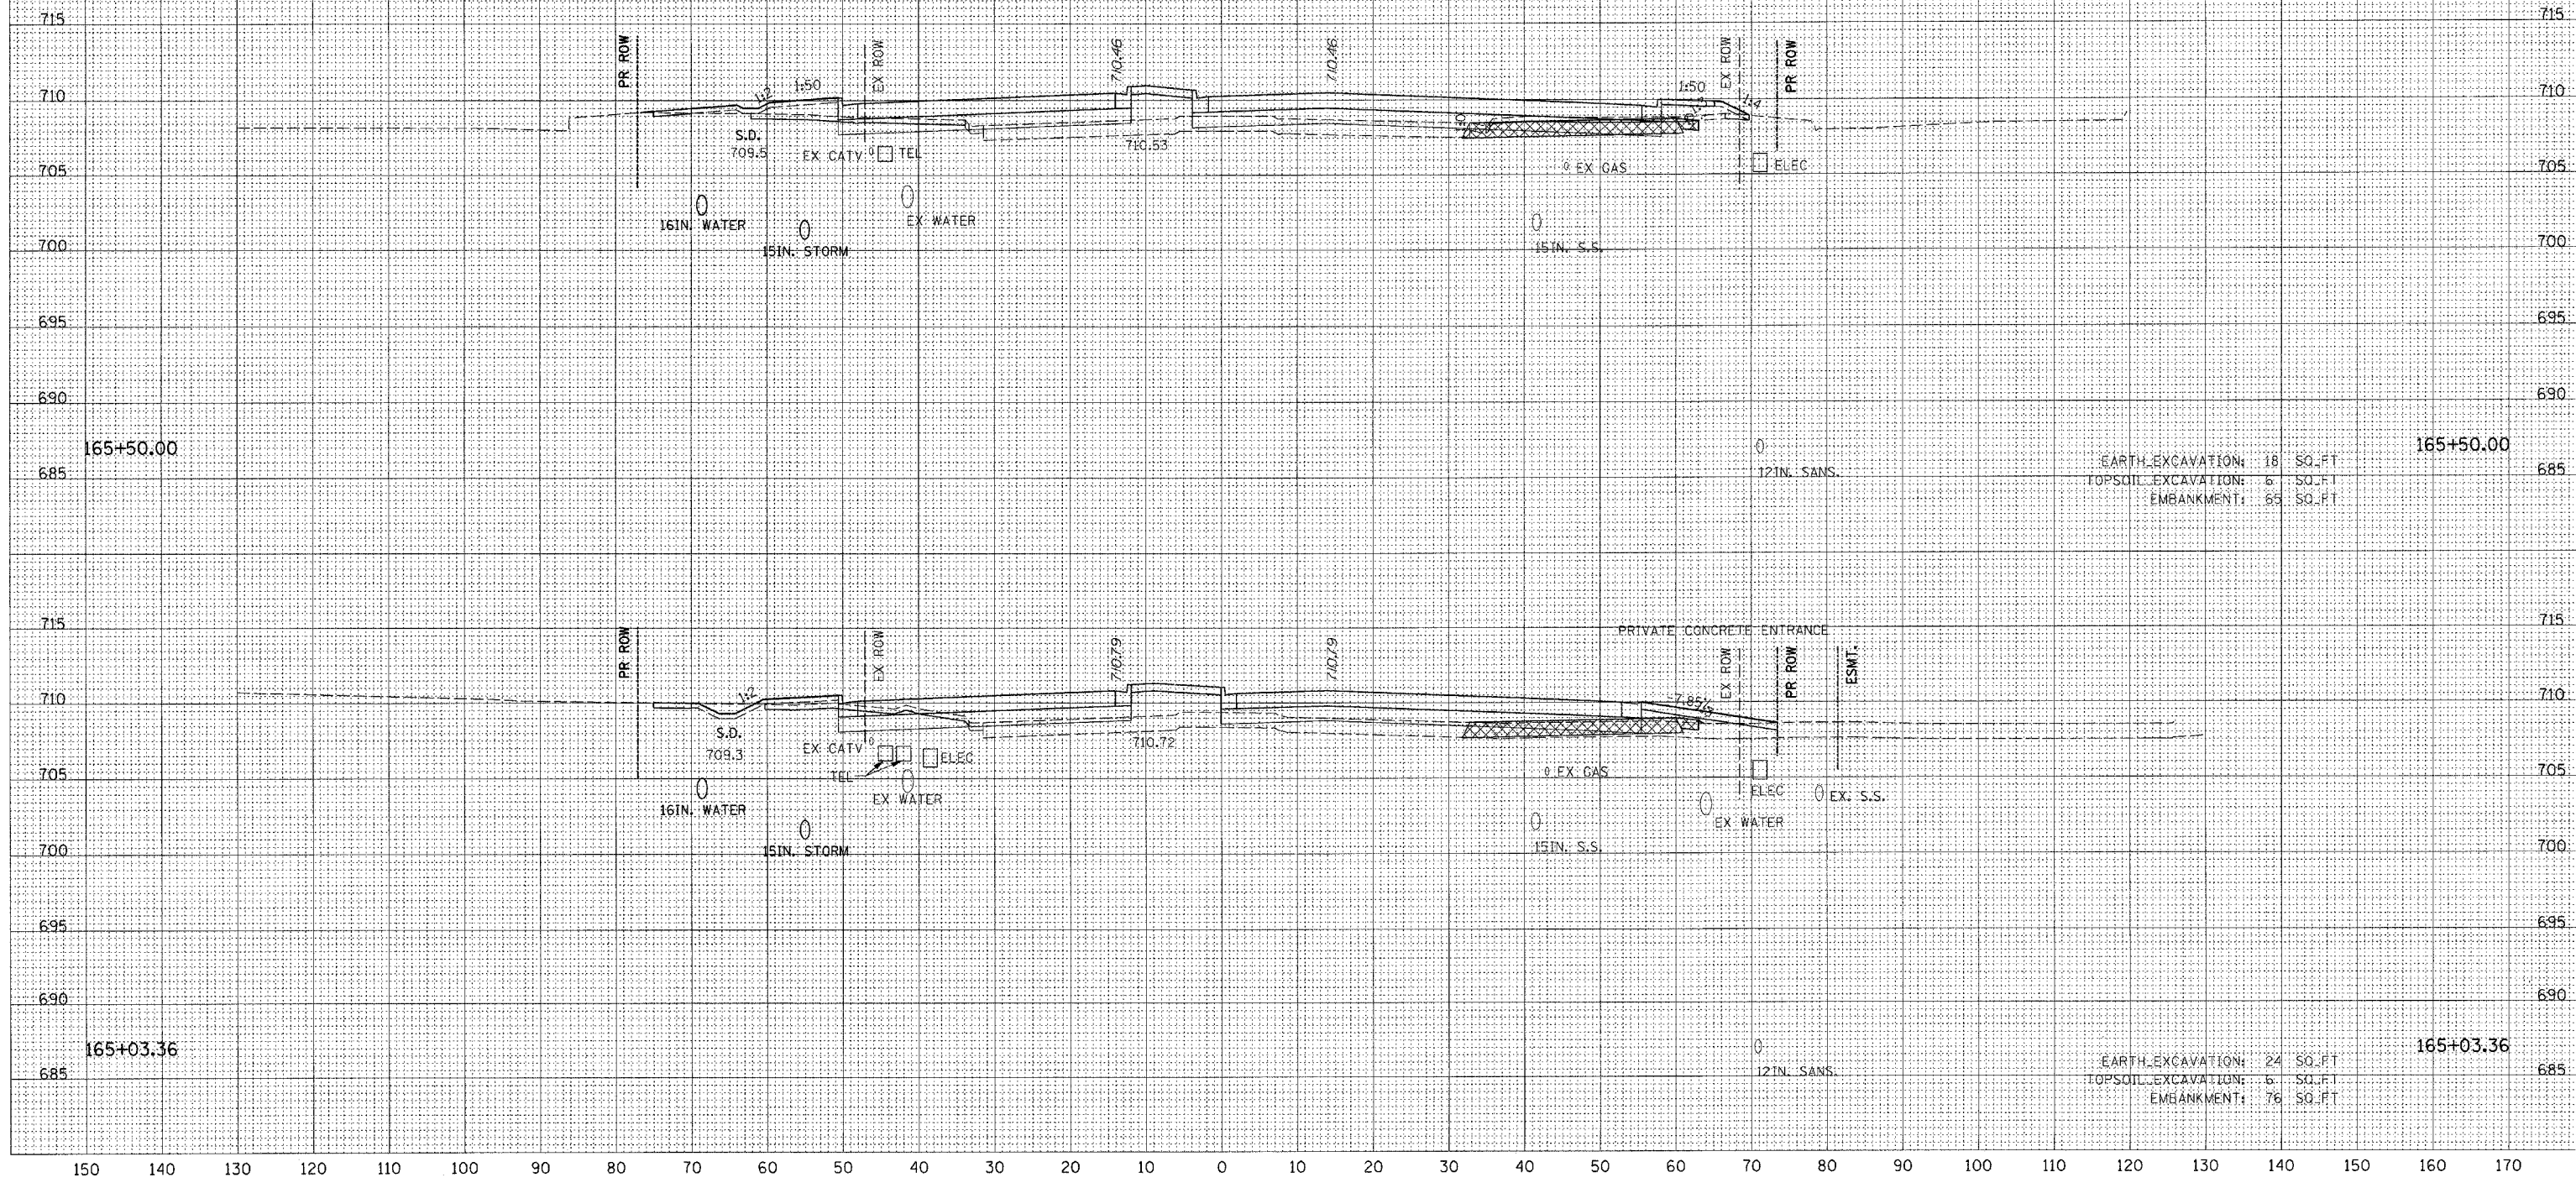 715 715
PR ROW EX ROW 710.46 710.46 EX ROW PR ROW
1:2 1:50 1:50 1:4
710 710
S.D.
709.5 EX CATV TEL 710.53 EX GAS ELEC
705 705
16IN. WATER EX WATER
15IN. STORM 15IN. S.S.
700 700
695 695
690 690
165+50.00 165+50.00
12IN. SANS.
685 685
EARTH EXCAVATION: 18 SQ FT
TOPSOIL EXCAVATION: 6 SQ FT
EMBANKMENT: 65 SQ FT
715 715
PRIVATE CONCRETE ENTRANCE
PR ROW EX ROW 710.79 710.79 EX ROW PR ROW ESMT.
1:2 -7.85%
710 710
S.D.
709.3 EX CATV ELEC 710.72
TEL EX GAS
705 705
16IN. WATER EX WATER ELEC EX. S.S.
EX WATER
15IN. STORM 15IN. S.S.
700 700
695 695
690 690
165+03.36 165+03.36
12IN. SANS.
685 685
EARTH EXCAVATION: 24 SQ FT
TOPSOIL EXCAVATION: 6 SQ FT
EMBANKMENT: 76 SQ FT
150 140 130 120 110 100 90 80 70 60 50 40 30 20 10 0 10 20 30 40 50 60 70 80 90 100 110 120 130 140 150 160 170